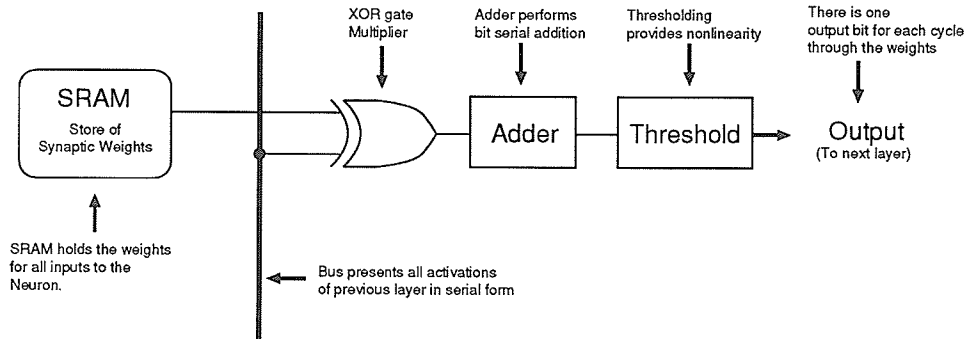 XOR gate
Multiplier
Adder performs
bit serial addition
Thresholding
provides nonlinearity
There is one
output bit for each cycle
through the weights
SRAM
Store of
Synaptic Weights
Adder
Threshold
Output
(To next layer)
SRAM holds the weights
for all inputs to the
Neuron.
Bus presents all activations
of previous layer in serial form